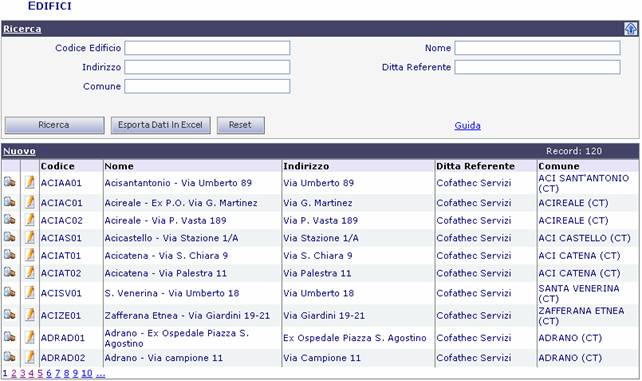 EDIFICI
Ricerca
Codice Edificio Nome
Indirizzo Ditta Referente
Comune
Ricerca Esporta Dati In Excel Reset Guida
Nuovo Record: 120
Codice Nome Indirizzo Ditta Referente Comune
ACIAA01 Acisantantonio - Via Umberto 89 Via Umberto 89 Cofathec Servizi ACI SANT'ANTONIO (CT)
ACIAC01 Acireale - Ex P.O. Via G. Martinez Via G. Martinez Cofathec Servizi ACIREALE (CT)
ACIAC02 Acireale - Via P. Vasta 189 Via P. Vasta 189 Cofathec Servizi ACIREALE (CT)
ACIAS01 Acicastello - Via Stazione 1/A Via Stazione 1/A Cofathec Servizi ACI CASTELLO (CT)
ACIAT01 Acicatena - Via S. Chiara 9 Via S. Chiara 9 Cofathec Servizi ACI CATENA (CT)
ACIAT02 Acicatena - Via Palestra 11 Via Palestra 11 Cofathec Servizi ACI CATENA (CT)
ACISV01 S. Venerina - Via Umberto 18 Via Umberto 18 Cofathec Servizi SANTA VENERINA (CT)
ACIZE01 Zafferana Etnea - Via Giardini 19-21 Via Giardini 19-21 Cofathec Servizi ZAFFERANA ETNEA (CT)
ADRAD01 Adrano - Ex Ospedale Piazza S. Agostino Ex Ospedale Piazza S. Agostino Cofathec Servizi ADRANO (CT)
ADRAD02 Adrano - Via campione 11 Via Campione 11 Cofathec Servizi ADRANO (CT)
1 2 3 4 5 6 7 8 9 10 ...